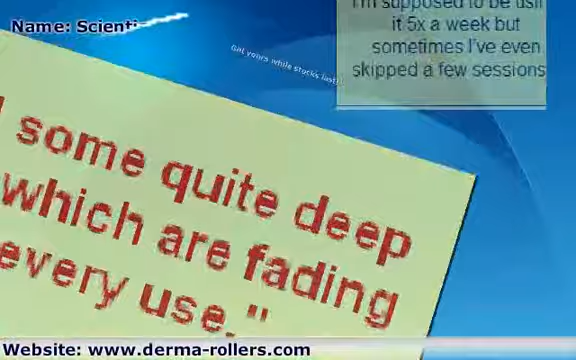 Name: Scienti
Get yours while stocks last!
I'm supposed to be usin
it 5x a week but
sometimes I've even
skipped a few sessions
some quite deep
which are fading
every use."
Website: www.derma-rollers.com